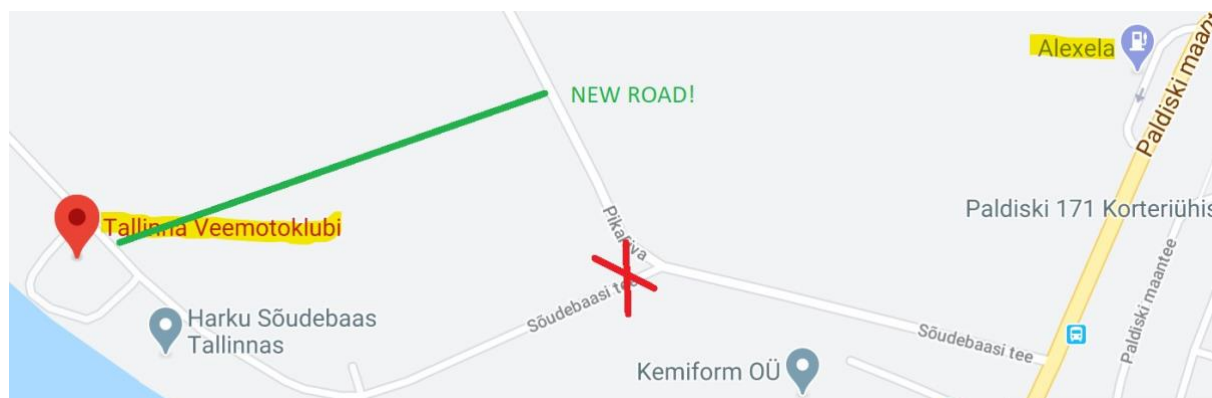 Alexela
Paldiski maant
NEW ROAD!
Tallinna Veemotoklubi
Pikaliiva
Paldiski 171 Korteriühis
Sõudebaasi tee
Harku Sõudebaas
Tallinnas
Sõudebaasi tee
Paldiski maantee
Kemiform OÜ